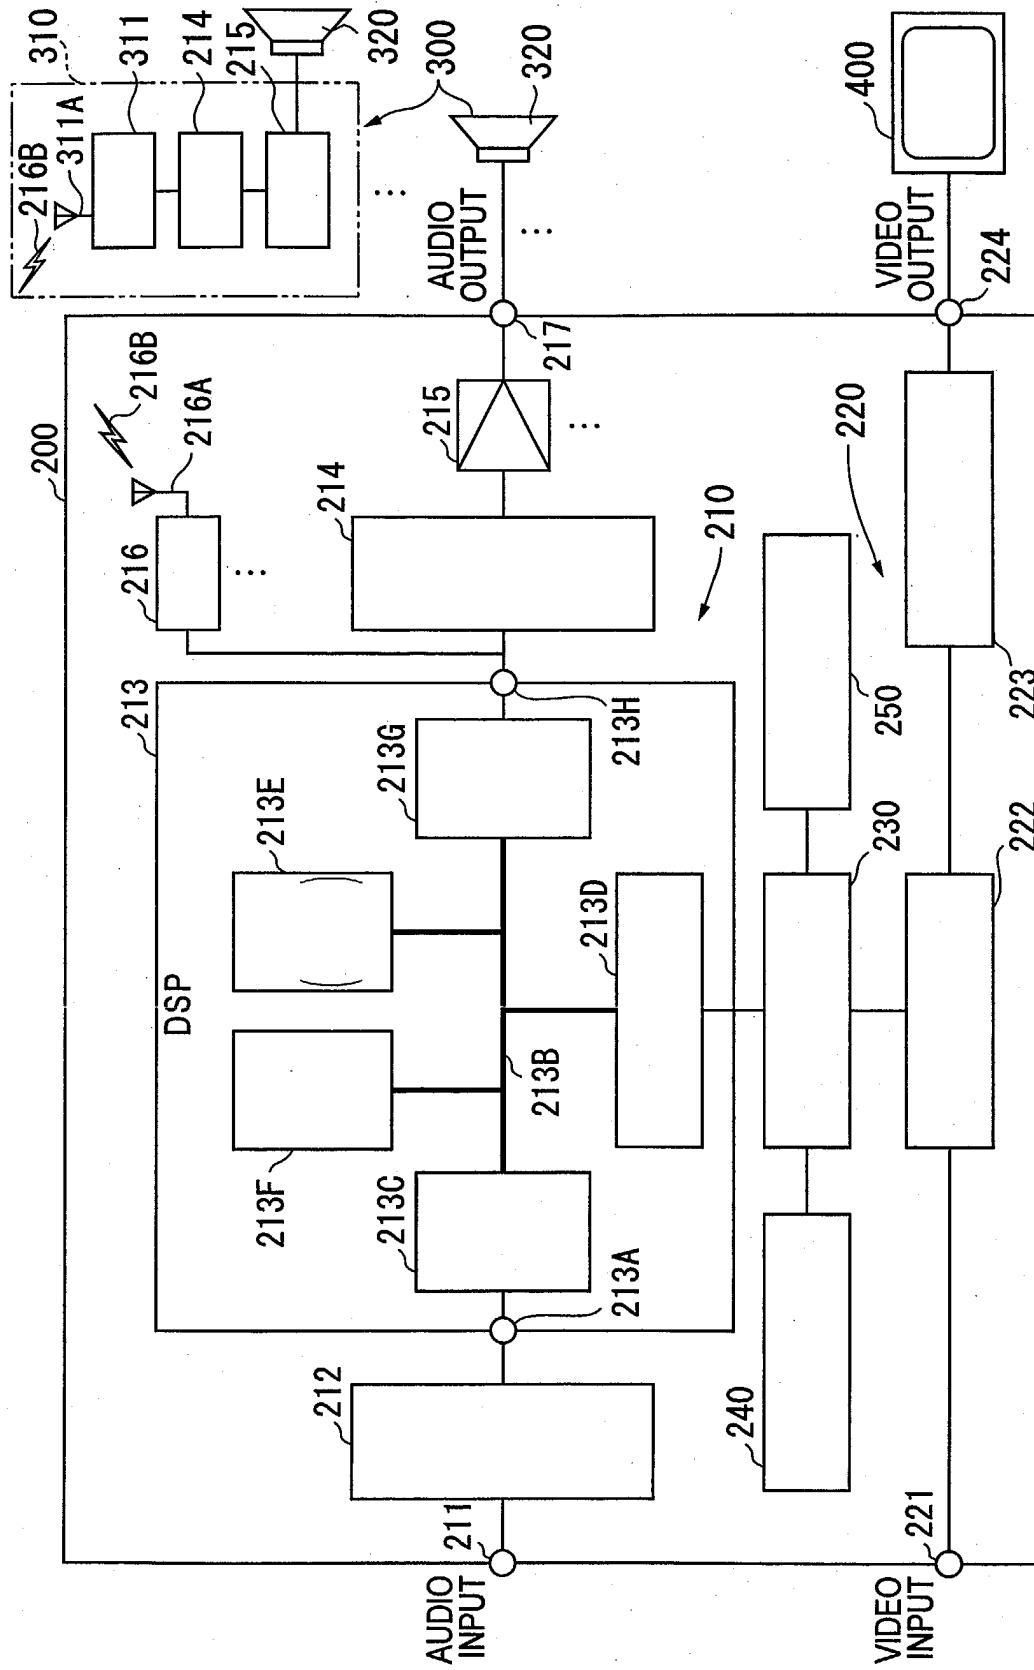 310
311
214
215
320
216B
311A
300
320
AUDIO
OUTPUT
400
VIDEO
OUTPUT
200
216B
216A
217
224
216
215
214
210
220
213
DSP
213E
213G
213H
250
223
213F
213C
213B
213D
230
222
213A
212
240
211
221
AUDIO
INPUT
VIDEO
INPUT